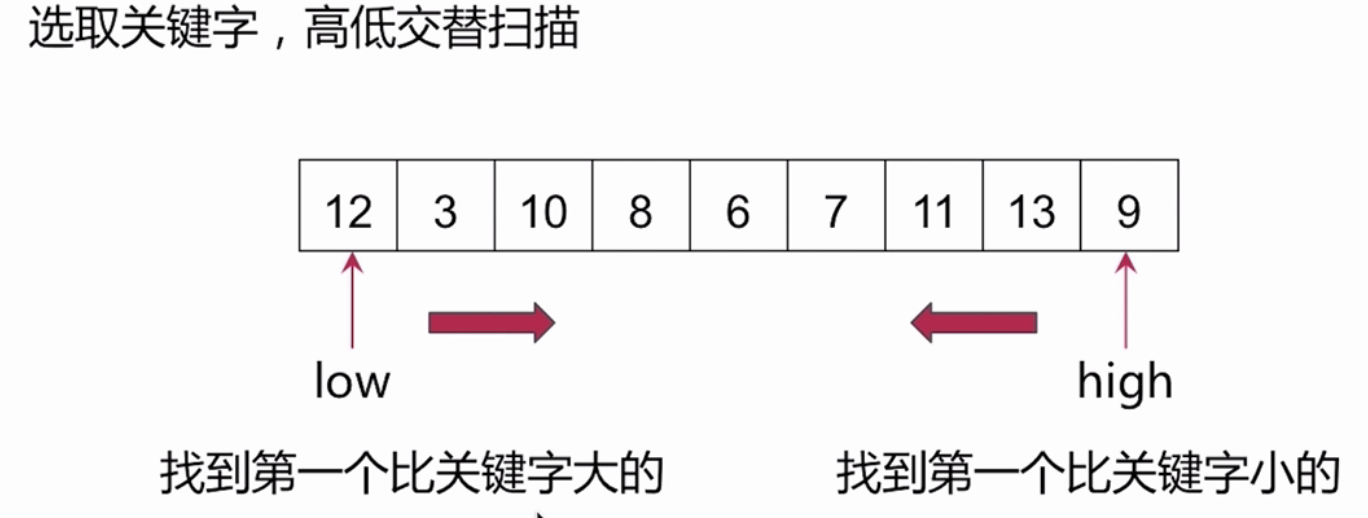 选取关键字，高低交替扫描
12 3 10 8 6 7 11 13 9
low high
找到第一个比关键字大的 找到第一个比关键字小的